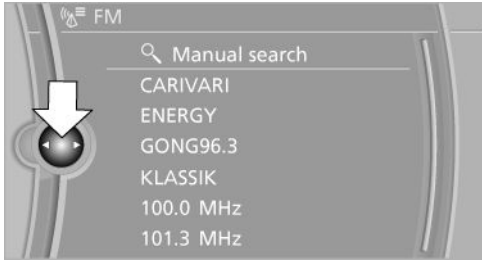 FM
Manual search
CARIVARI
ENERGY
GONG96.3
KLASSIK
100.0 MHz
101.3 MHz